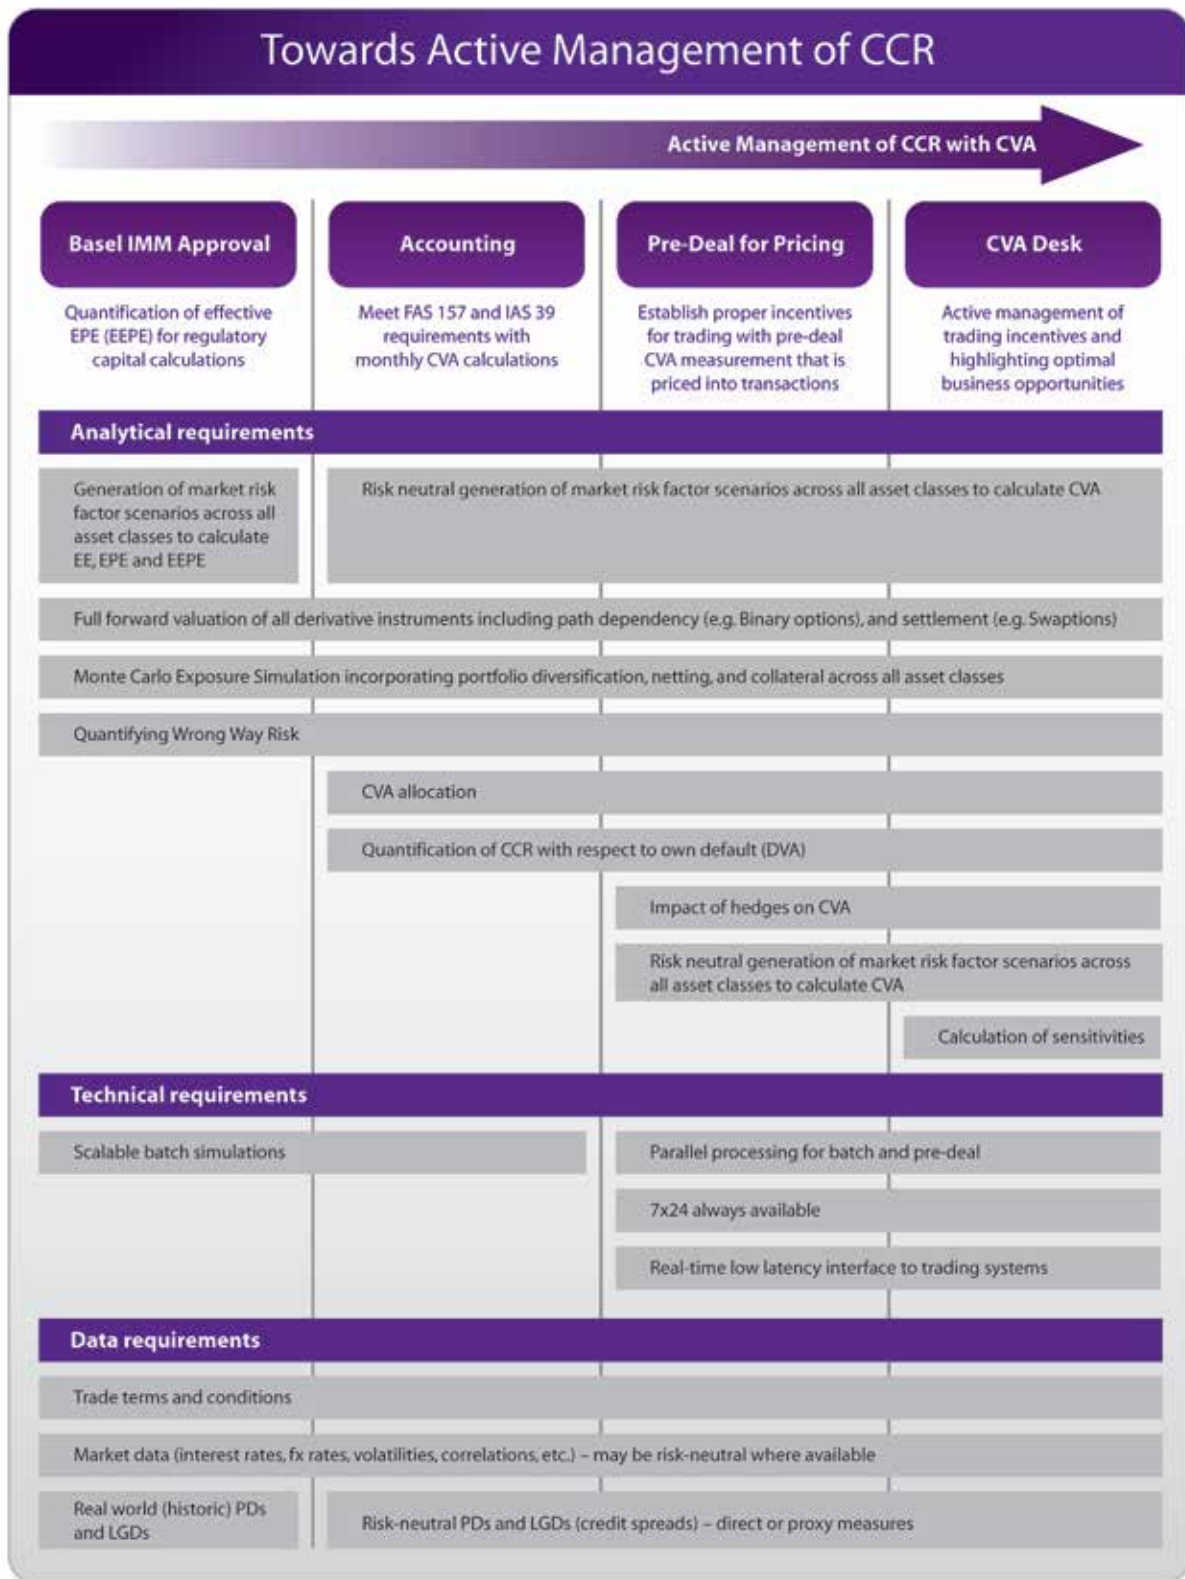 Towards Active Management of CCR
Active Management of CCR with CVA
Basel IMM Approval
Quantification of effective
EPE (EEPE) for regulatory
capital calculations
Accounting
Meet FAS 157 and IAS 39
requirements with
monthly CVA calculations
Pre-Deal for Pricing
Establish proper incentives
for trading with pre-deal
CVA measurement that is
priced into transactions
CVA Desk
Active management of
trading incentives and
highlighting optimal
business opportunities
Analytical requirements
Generation of market risk
factor scenarios across all
asset classes to calculate
EE, EPE and EEPE
Risk neutral generation of market risk factor scenarios across all asset classes to calculate CVA
Full forward valuation of all derivative instruments including path dependency (e.g. Binary options), and settlement (e.g. Swaptions)
Monte Carlo Exposure Simulation incorporating portfolio diversification, netting, and collateral across all asset classes
Quantifying Wrong Way Risk
CVA allocation
Quantification of CCR with respect to own default (DVA)
Impact of hedges on CVA
Risk neutral generation of market risk factor scenarios across
all asset classes to calculate CVA
Calculation of sensitivities
Technical requirements
Scalable batch simulations
Parallel processing for batch and pre-deal
7x24 always available
Real-time low latency interface to trading systems
Data requirements
Trade terms and conditions
Market data (interest rates, fx rates, volatilities, correlations, etc.) – may be risk-neutral where available
Real world (historic) PDs
and LGDs
Risk-neutral PDs and LGDs (credit spreads) – direct or proxy measures